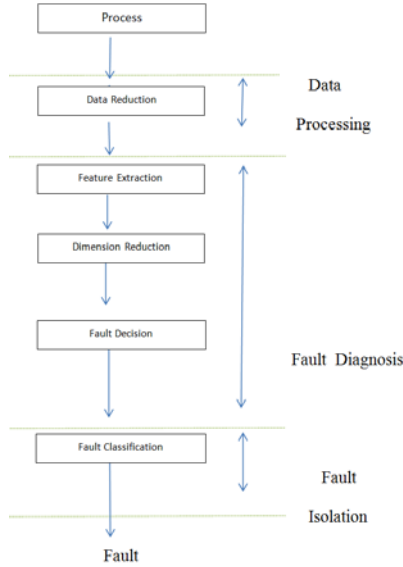 Process
Data
Data Reduction
Processing
Feature Extraction
Dimension Reduction
Fault Decision
Fault Diagnosis
Fault Classification
Fault
Isolation
Fault